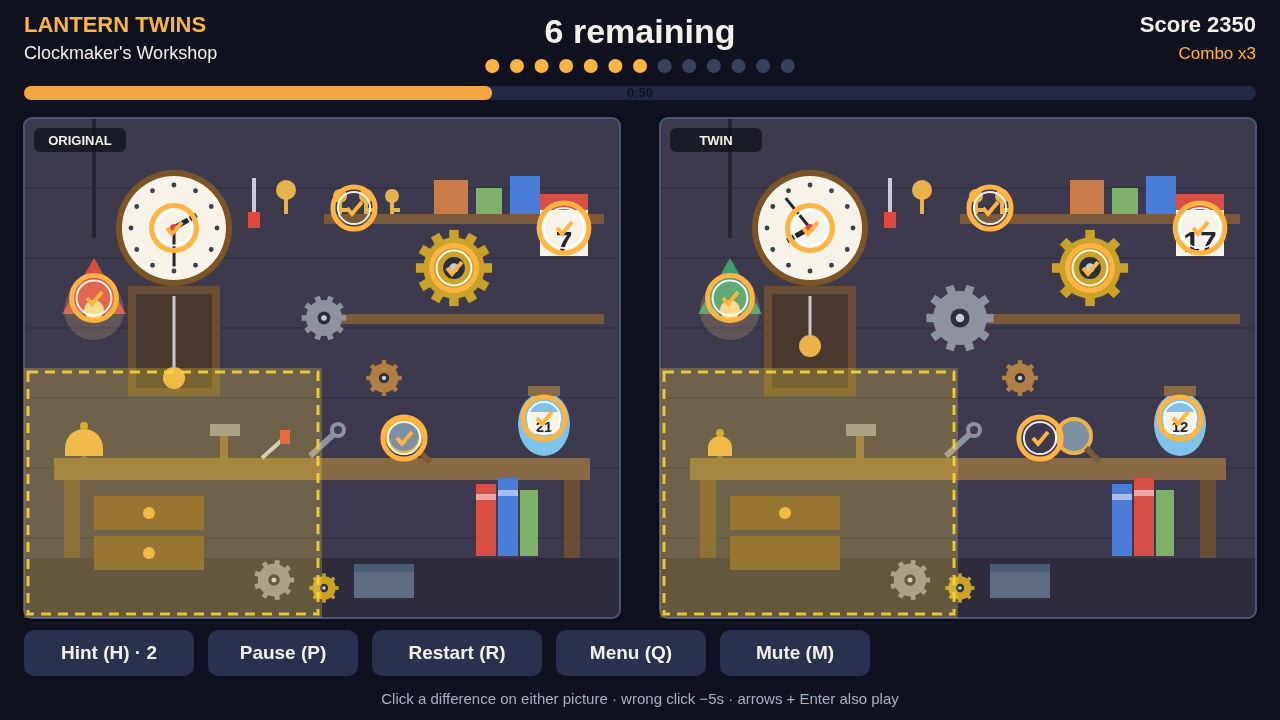 LANTERN TWINS
Clockmaker's Workshop
6 remaining
Score 2350
Combo x3
0:50
ORIGINAL
TWIN
7
17
21
12
Hint (H) · 2
Pause (P)
Restart (R)
Menu (Q)
Mute (M)
Click a difference on either picture · wrong click −5s · arrows + Enter also play